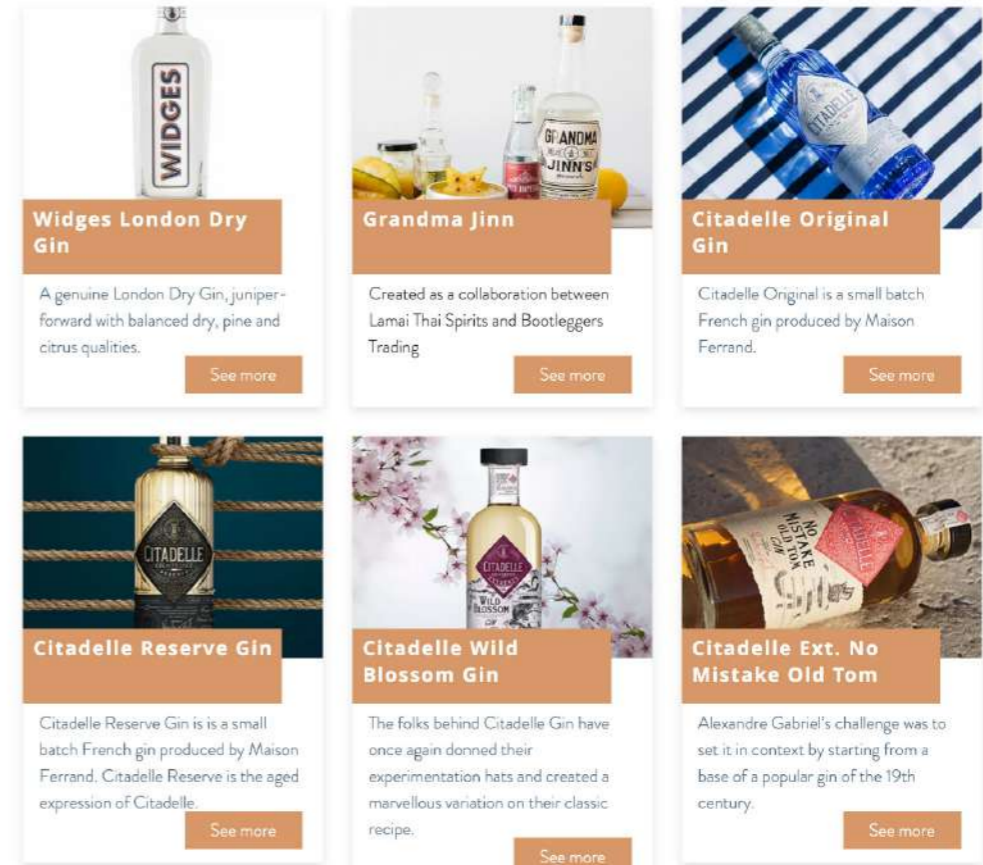 WIDGES
Widges London Dry
Gin
A genuine London Dry Gin, juniper-
forward with balanced dry, pine and
citrus qualities.
See more
GRANDMA
JINN'S
Grandma Jinn
Created as a collaboration between
Lamai Thai Spirits and Bootleggers
Trading
See more
CITADELLE
Citadelle Original
Gin
Citadelle Original is a small batch
French gin produced by Maison
Ferrand.
See more
CITADELLE
Citadelle Reserve Gin
Citadelle Reserve Gin is is a small
batch French gin produced by Maison
Ferrand. Citadelle Reserve is the aged
expression of Citadelle.
See more
CITADELLE
WILD
BLOSSOM
Citadelle Wild
Blossom Gin
The folks behind Citadelle Gin have
once again donned their
experimentation hats and created a
marvellous variation on their classic
recipe.
See more
CITADELLE
NO
MISTAKE
OLD TOM
GIN
Citadelle Ext. No
Mistake Old Tom
Alexandre Gabriel's challenge was to
set it in context by starting from a
base of a popular gin of the 19th
century.
See more